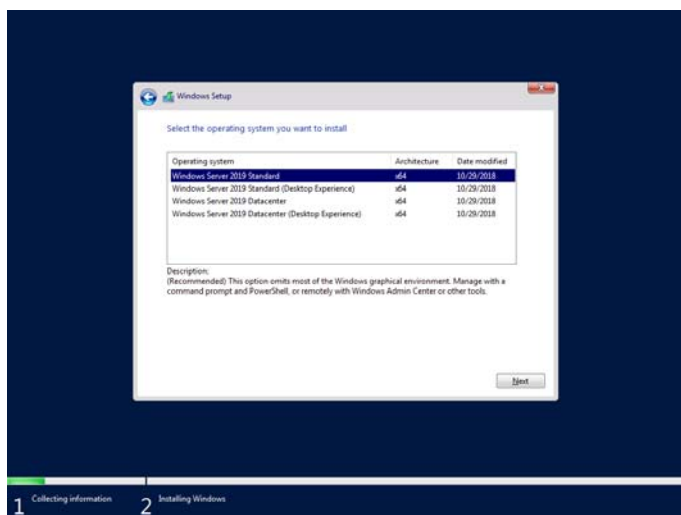 Windows Setup
Select the operating system you want to install
Operating system Architecture Date modified
Windows Server 2019 Standard x64 10/29/2018
Windows Server 2019 Standard (Desktop Experience) x64 10/29/2018
Windows Server 2019 Datacenter x64 10/29/2018
Windows Server 2019 Datacenter (Desktop Experience) x64 10/29/2018
Description:
(Recommended) This option omits most of the Windows graphical environment. Manage with a
command prompt and PowerShell, or remotely with Windows Admin Center or other tools.
Next
1 Collecting information 2 Installing Windows